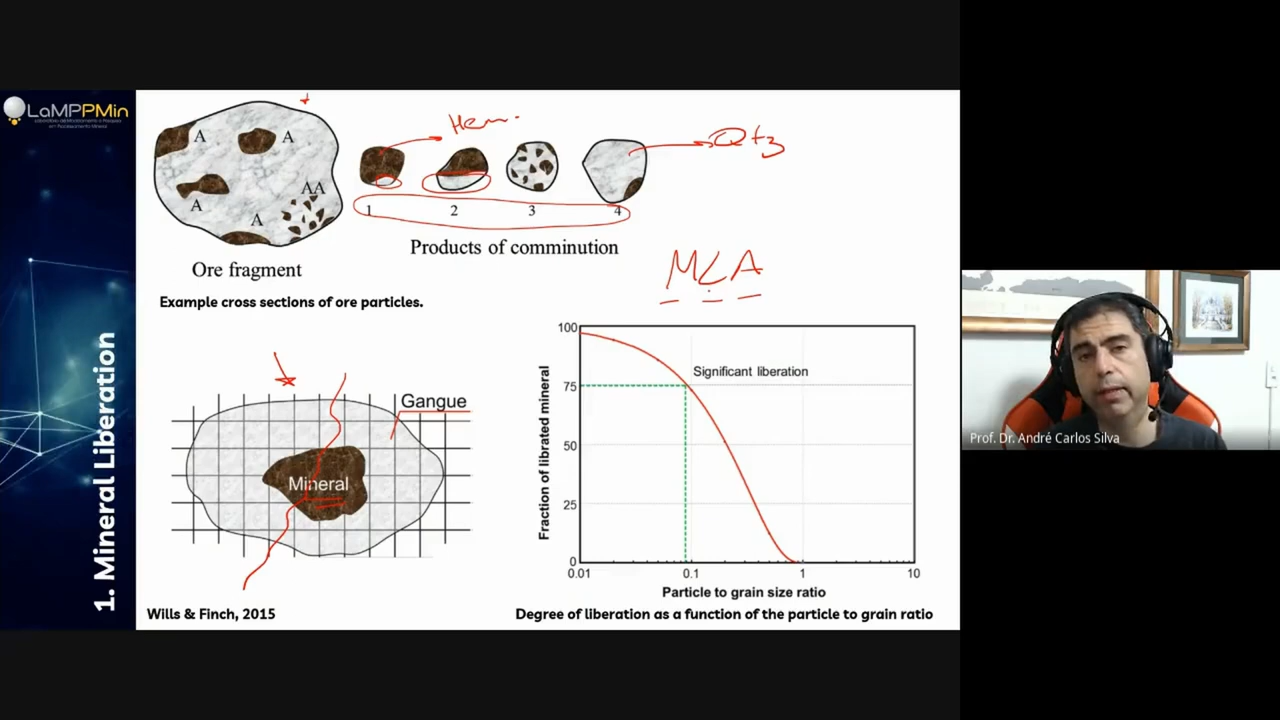 LaMPPMin
1. Mineral Liberation
A
A
A
AA
A
Ore fragment
Hem.
Qtz
1
2
3
4
Products of comminution
Example cross sections of ore particles.
MLA
Gangue
Mineral
Wills & Finch, 2015
Fraction of librated mineral
100
75
50
25
0
Significant liberation
0.01
0.1
1
10
Particle to grain size ratio
Degree of liberation as a function of the particle to grain ratio
Prof. Dr. André Carlos Silva